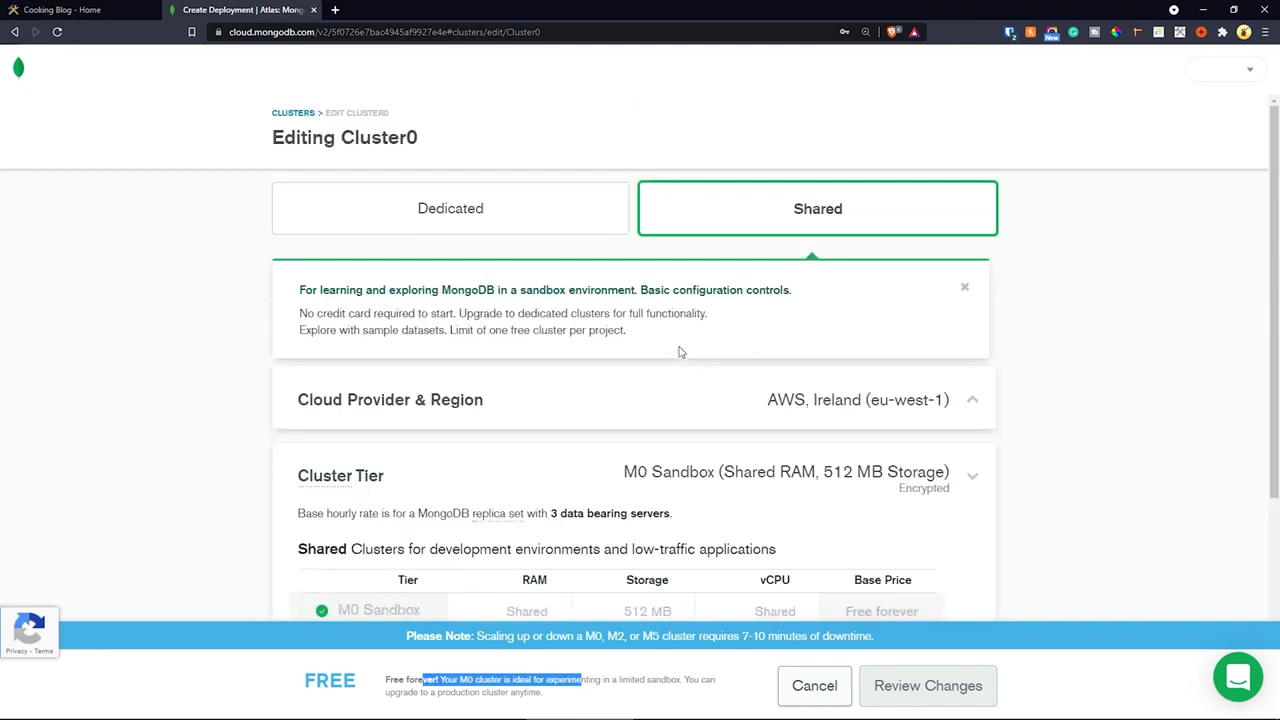 Cooking Blog - Home
Create Deployment | Atlas: Mong
cloud.mongodb.com/v2/5f0726e7bac4945af9927e4e#clusters/edit/Cluster0
New
CLUSTERS > EDIT CLUSTER0
Editing Cluster0
Dedicated
Shared
For learning and exploring MongoDB in a sandbox environment. Basic configuration controls.
No credit card required to start. Upgrade to dedicated clusters for full functionality.
Explore with sample datasets. Limit of one free cluster per project.
Cloud Provider & Region
AWS, Ireland (eu-west-1)
Cluster Tier
M0 Sandbox (Shared RAM, 512 MB Storage)
Encrypted
Base hourly rate is for a MongoDB replica set with 3 data bearing servers.
Shared Clusters for development environments and low-traffic applications
Tier RAM Storage vCPU Base Price
M0 Sandbox Shared 512 MB Shared Free forever
Please Note: Scaling up or down a M0, M2, or M5 cluster requires 7-10 minutes of downtime.
Privacy - Terms
FREE
Free forever! Your M0 cluster is ideal for experimenting in a limited sandbox. You can
upgrade to a production cluster anytime.
Cancel
Review Changes